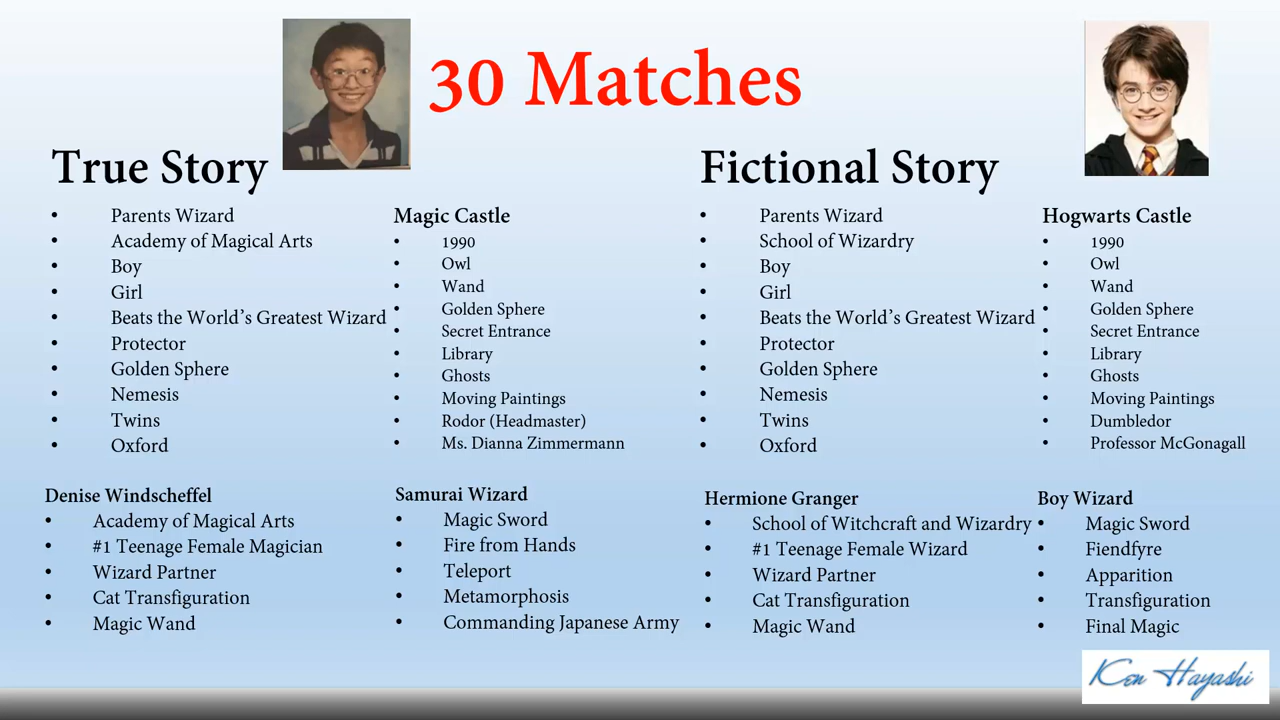 30 Matches
True Story
• Parents Wizard
• Academy of Magical Arts
• Boy
• Girl
• Beats the World’s Greatest Wizard
• Protector
• Golden Sphere
• Nemesis
• Twins
• Oxford
Magic Castle
• 1990
• Owl
• Wand
• Golden Sphere
• Secret Entrance
• Library
• Ghosts
• Moving Paintings
• Rodor (Headmaster)
• Ms. Dianna Zimmermann
Denise Windscheffel
• Academy of Magical Arts
• #1 Teenage Female Magician
• Wizard Partner
• Cat Transfiguration
• Magic Wand
Samurai Wizard
• Magic Sword
• Fire from Hands
• Teleport
• Metamorphosis
• Commanding Japanese Army
Fictional Story
• Parents Wizard
• School of Wizardry
• Boy
• Girl
• Beats the World’s Greatest Wizard
• Protector
• Golden Sphere
• Nemesis
• Twins
• Oxford
Hogwarts Castle
• 1990
• Owl
• Wand
• Golden Sphere
• Secret Entrance
• Library
• Ghosts
• Moving Paintings
• Dumbledor
• Professor McGonagall
Hermione Granger
• School of Witchcraft and Wizardry
• #1 Teenage Female Wizard
• Wizard Partner
• Cat Transfiguration
• Magic Wand
Boy Wizard
• Magic Sword
• Fiendfyre
• Apparition
• Transfiguration
• Final Magic
Ken Hayashi